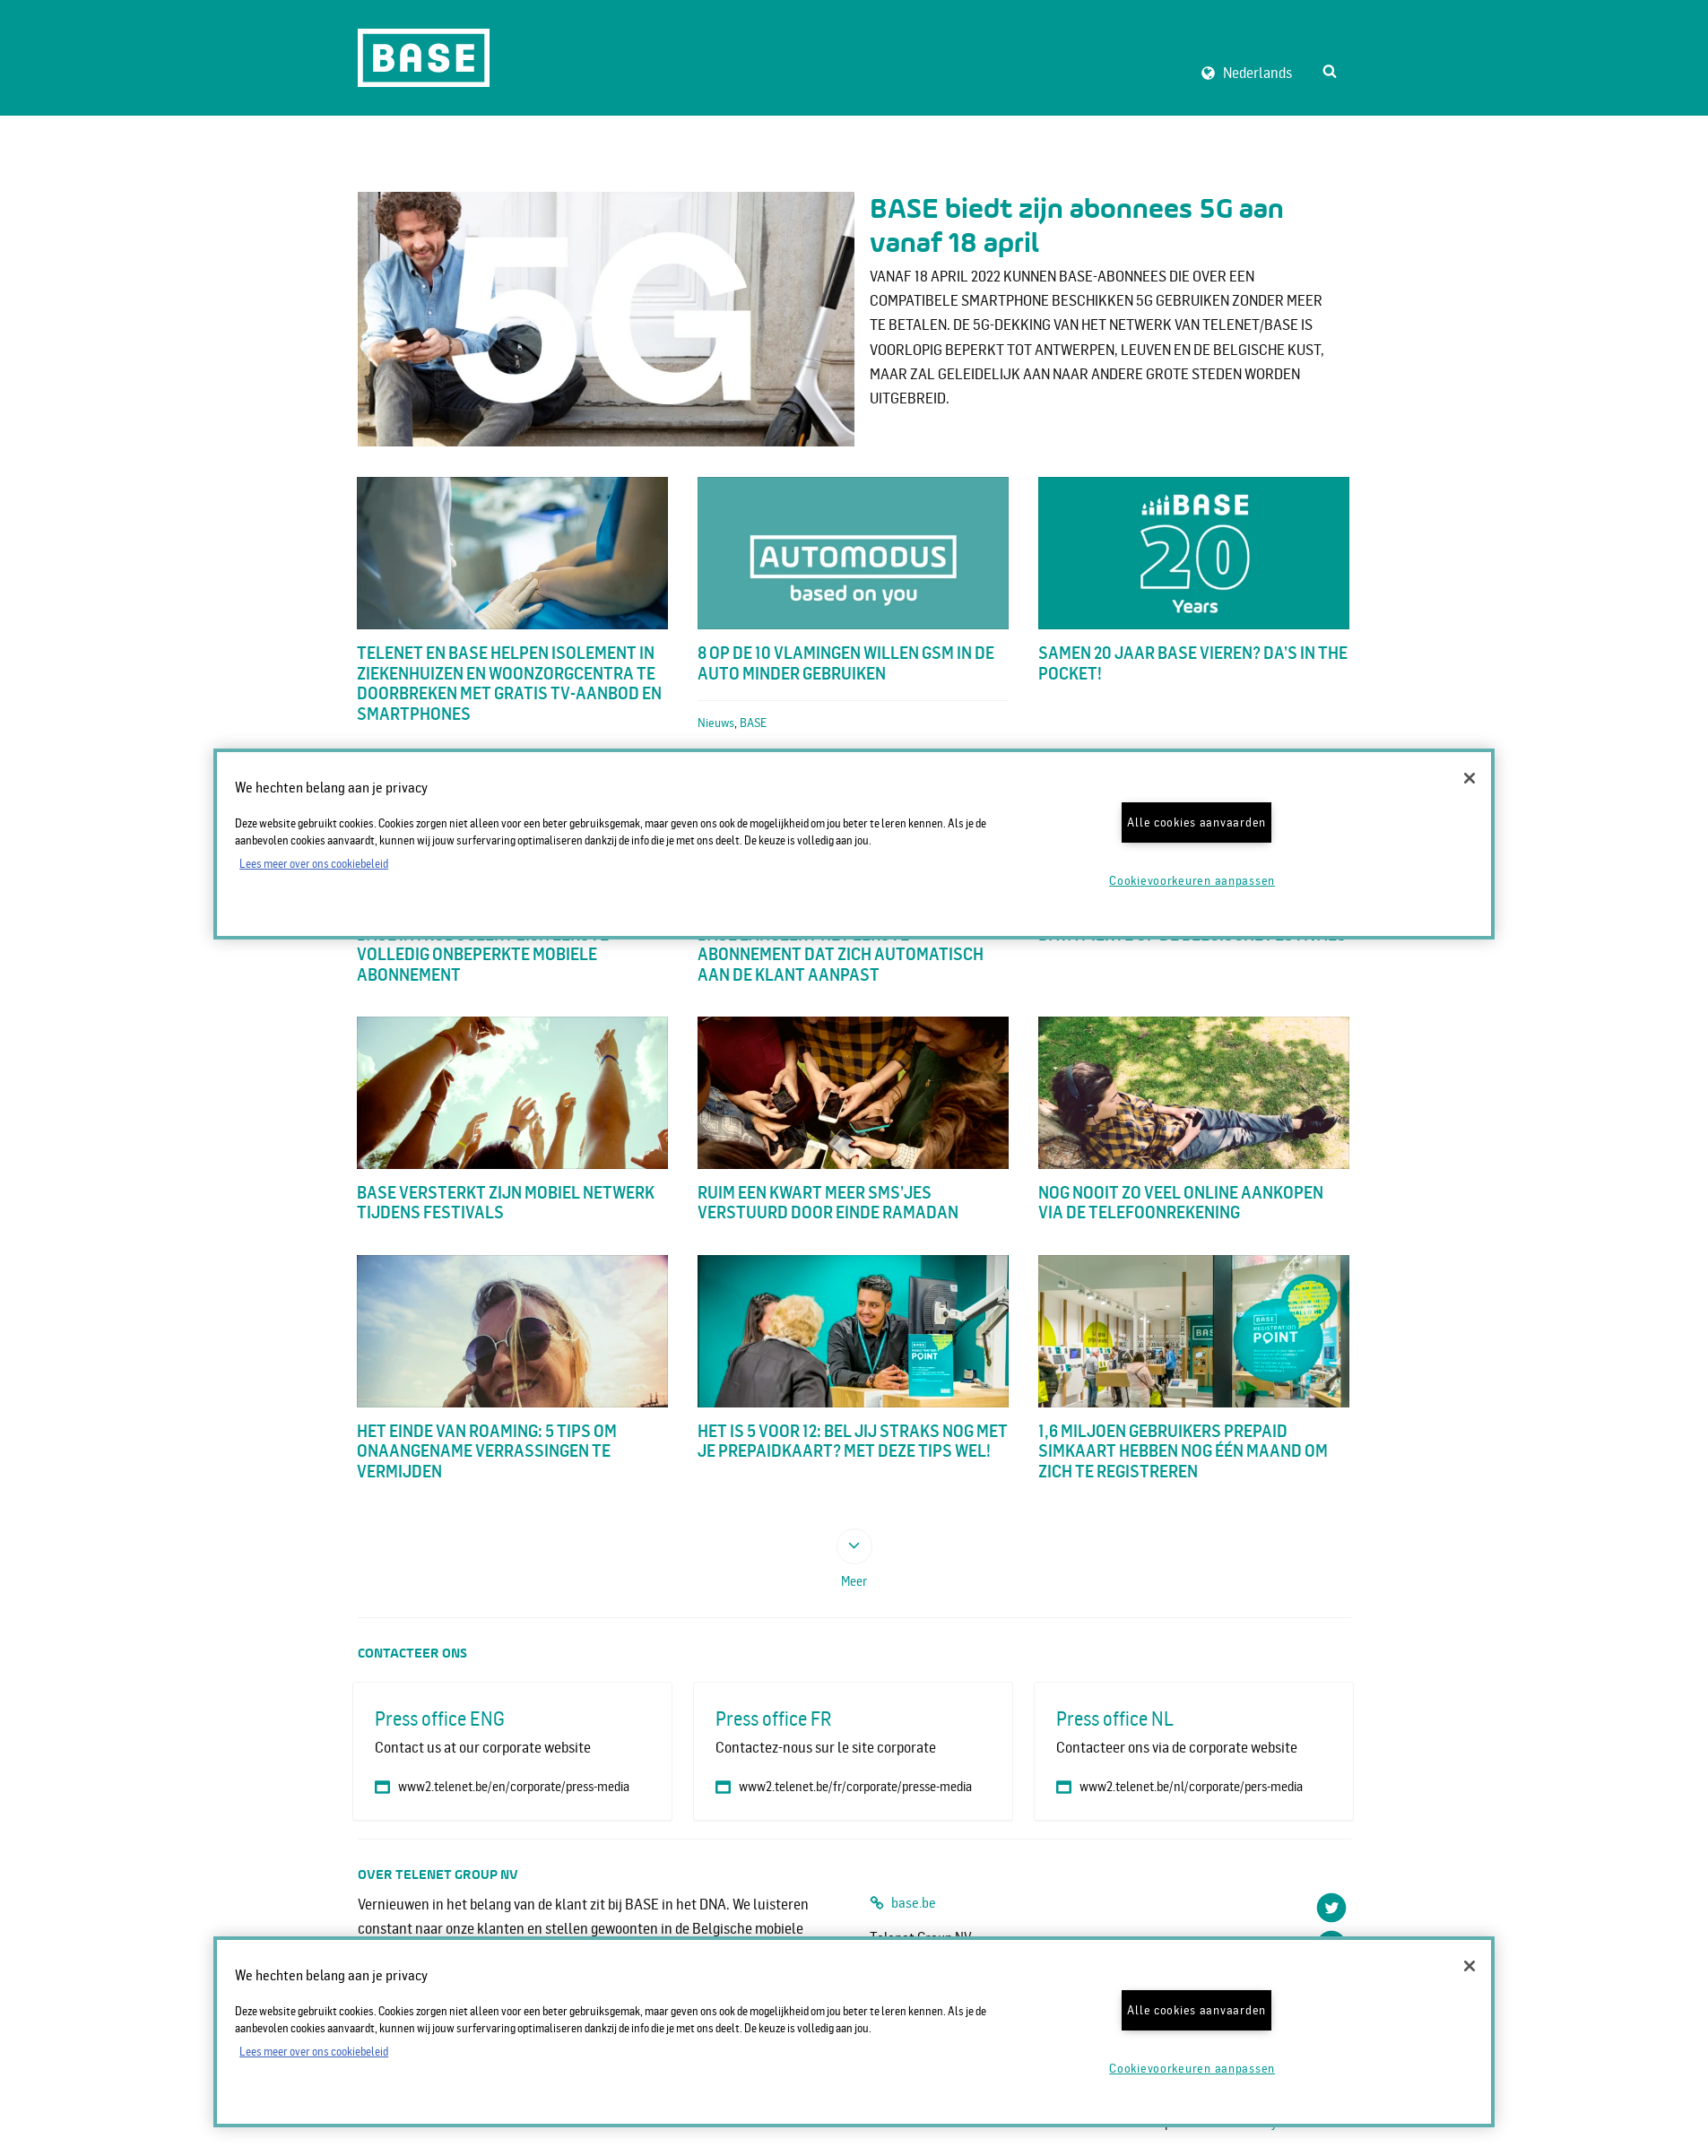 BASE
Nederlands
5G
BASE biedt zijn abonnees 5G aan
vanaf 18 april
VANAF 18 APRIL 2022 KUNNEN BASE-ABONNEES DIE OVER EEN
COMPATIBELE SMARTPHONE BESCHIKKEN 5G GEBRUIKEN ZONDER MEER
TE BETALEN. DE 5G-DEKKING VAN HET NETWERK VAN TELENET/BASE IS
VOORLOPIG BEPERKT TOT ANTWERPEN, LEUVEN EN DE BELGISCHE KUST,
MAAR ZAL GELEIDELIJK AAN NAAR ANDERE GROTE STEDEN WORDEN
UITGEBREID.
AUTOMODUS
based on you
BASE
20
Years
TELENET EN BASE HELPEN ISOLEMENT IN
ZIEKENHUIZEN EN WOONZORGCENTRA TE
DOORBREKEN MET GRATIS TV-AANBOD EN
SMARTPHONES
8 OP DE 10 VLAMINGEN WILLEN GSM IN DE
AUTO MINDER GEBRUIKEN
Nieuws, BASE
SAMEN 20 JAAR BASE VIEREN? DA'S IN THE
POCKET!
We hechten belang aan je privacy
Deze website gebruikt cookies. Cookies zorgen niet alleen voor een beter gebruiksgemak, maar geven ons ook de mogelijkheid om jou beter te leren kennen. Als je de
aanbevolen cookies aanvaardt, kunnen wij jouw surfervaring optimaliseren dankzij de info die je met ons deelt. De keuze is volledig aan jou.
Lees meer over ons cookiebeleid
Alle cookies aanvaarden
Cookievoorkeuren aanpassen
VOLLEDIG ONBEPERKTE MOBIELE
ABONNEMENT
ABONNEMENT DAT ZICH AUTOMATISCH
AAN DE KLANT AANPAST
BASE VERSTERKT ZIJN MOBIEL NETWERK
TIJDENS FESTIVALS
RUIM EEN KWART MEER SMS'JES
VERSTUURD DOOR EINDE RAMADAN
NOG NOOIT ZO VEEL ONLINE AANKOPEN
VIA DE TELEFOONREKENING
BASE
REGISTRATION
POINT
BASE
BASE
REGISTRATION
POINT
HET EINDE VAN ROAMING: 5 TIPS OM
ONAANGENAME VERRASSINGEN TE
VERMIJDEN
HET IS 5 VOOR 12: BEL JIJ STRAKS NOG MET
JE PREPAIDKAART? MET DEZE TIPS WEL!
1,6 MILJOEN GEBRUIKERS PREPAID
SIMKAART HEBBEN NOG ÉÉN MAAND OM
ZICH TE REGISTREREN
Meer
CONTACTEER ONS
Press office ENG
Contact us at our corporate website
www2.telenet.be/en/corporate/press-media
Press office FR
Contactez-nous sur le site corporate
www2.telenet.be/fr/corporate/presse-media
Press office NL
Contacteer ons via de corporate website
www2.telenet.be/nl/corporate/pers-media
OVER TELENET GROUP NV
Vernieuwen in het belang van de klant zit bij BASE in het DNA. We luisteren
constant naar onze klanten en stellen gewoonten in de Belgische mobiele
base.be
Telenet Group NV
We hechten belang aan je privacy
Deze website gebruikt cookies. Cookies zorgen niet alleen voor een beter gebruiksgemak, maar geven ons ook de mogelijkheid om jou beter te leren kennen. Als je de
aanbevolen cookies aanvaardt, kunnen wij jouw surfervaring optimaliseren dankzij de info die je met ons deelt. De keuze is volledig aan jou.
Lees meer over ons cookiebeleid
Alle cookies aanvaarden
Cookievoorkeuren aanpassen